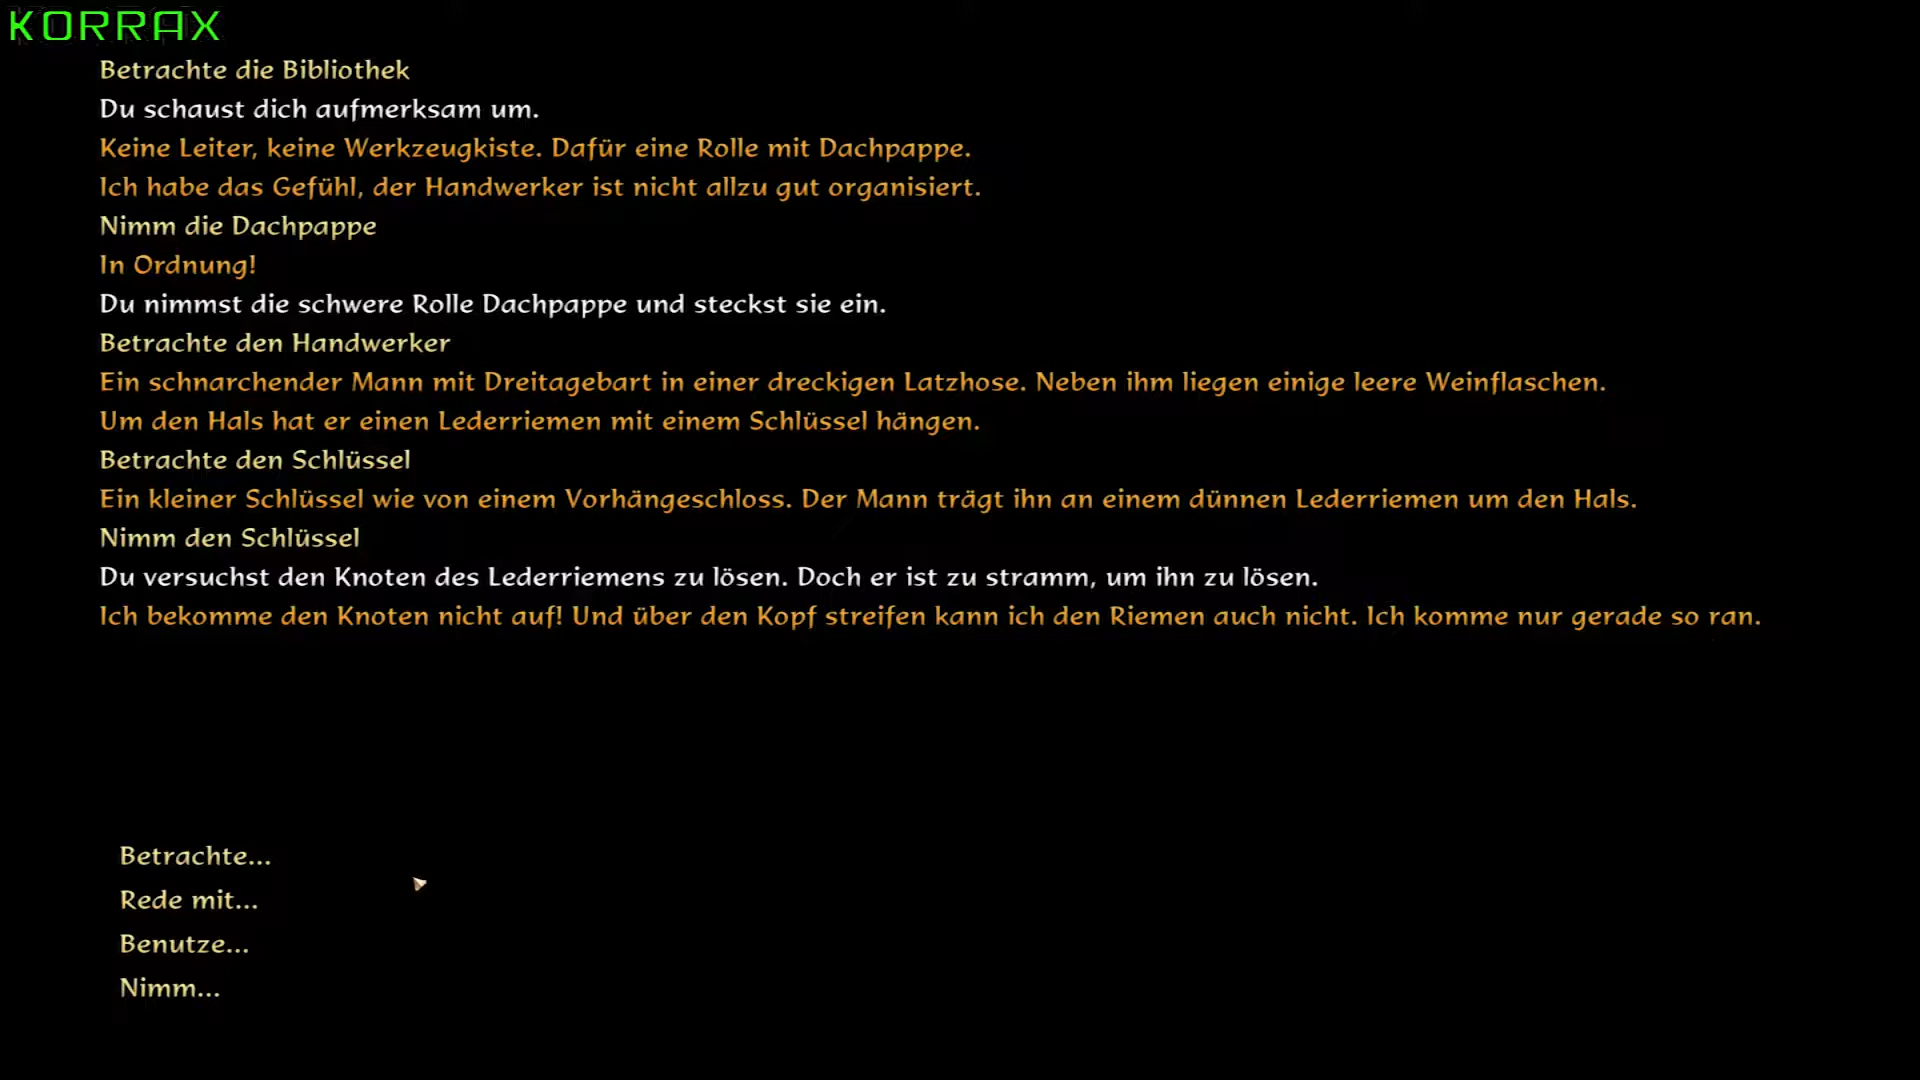 KORRAX
Betrachte die Bibliothek
Du schaust dich aufmerksam um.
Keine Leiter, keine Werkzeugkiste. Dafür eine Rolle mit Dachpappe.
Ich habe das Gefühl, der Handwerker ist nicht allzu gut organisiert.
Nimm die Dachpappe
In Ordnung!
Du nimmst die schwere Rolle Dachpappe und steckst sie ein.
Betrachte den Handwerker
Ein schnarchender Mann mit Dreitagebart in einer dreckigen Latzhose. Neben ihm liegen einige leere Weinflaschen.
Um den Hals hat er einen Lederriemen mit einem Schlüssel hängen.
Betrachte den Schlüssel
Ein kleiner Schlüssel wie von einem Vorhängeschloss. Der Mann trägt ihn an einem dünnen Lederriemen um den Hals.
Nimm den Schlüssel
Du versuchst den Knoten des Lederriemens zu lösen. Doch er ist zu stramm, um ihn zu lösen.
Ich bekomme den Knoten nicht auf! Und über den Kopf streifen kann ich den Riemen auch nicht. Ich komme nur gerade so ran.
Betrachte...
Rede mit...
Benutze...
Nimm...